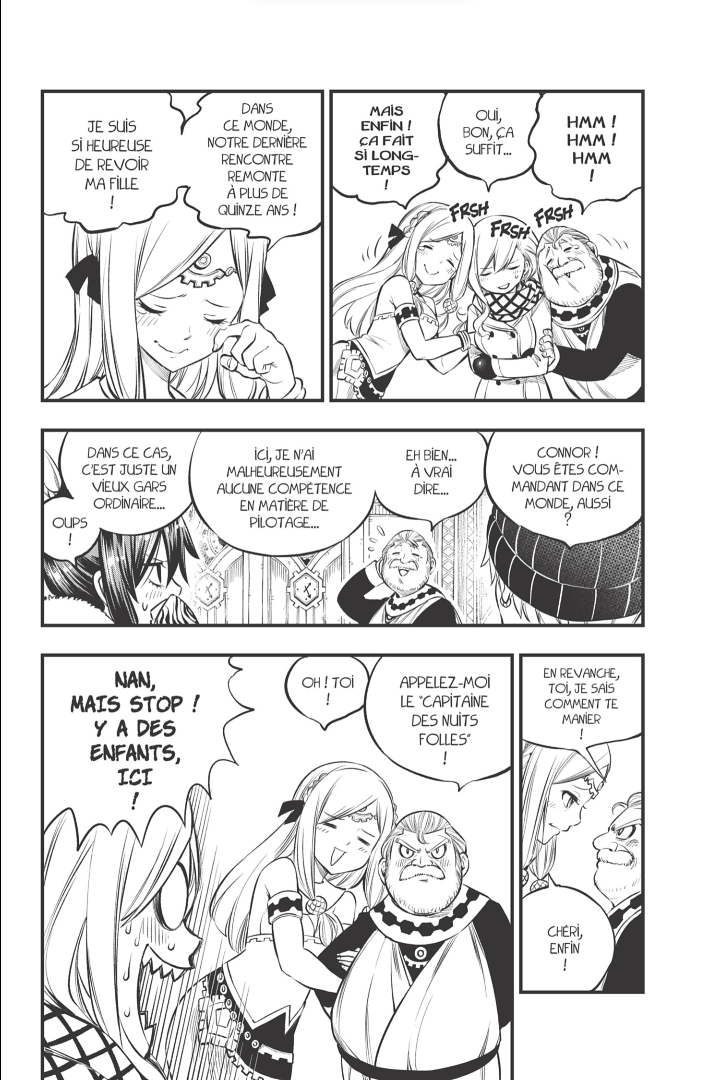 HMM !
HMM !
HMM
!
OUI,
BON, ÇA
SUFFIT...
MAIS
ENFIN !
ÇA FAIT
SI LONG-
TEMPS
!
FRSH
FRSH
FRSH
DANS
CE MONDE,
NOTRE DERNIÈRE
RENCONTRE
REMONTE
À PLUS DE
QUINZE ANS !
JE SUIS
SI HEUREUSE
DE REVOIR
MA FILLE
!
CONNOR !
VOUS ÊTES COM-
MANDANT DANS CE
MONDE, AUSSI
?
EH BIEN...
À VRAI
DIRE...
ICI, JE N'AI
MALHEUREUSEMENT
AUCUNE COMPÉTENCE
EN MATIÈRE DE
PILOTAGE...
DANS CE CAS,
C'EST JUSTE UN
VIEUX GARS
ORDINAIRE...
OUPS
!
EN REVANCHE,
TOI, JE SAIS
COMMENT TE
MANIER
!
CHÉRI,
ENFIN
!
APPELEZ-MOI
LE "CAPITAINE
DES NUITS
FOLLES"
!
OH ! TOI
!
NAN,
MAIS STOP !
Y A DES
ENFANTS,
ICI
!